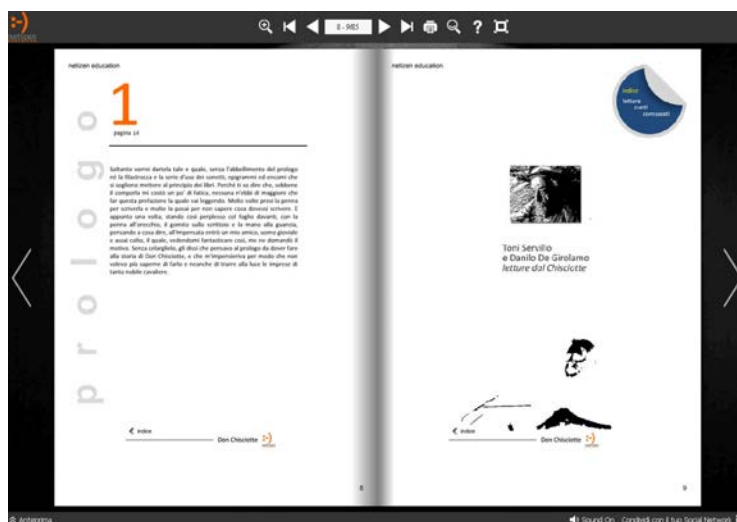 :-)
netizen
8 - 9/85
?
netizen education
1
pagina 14
prologo
Soltanto vorrei dartela tale e quale, senza l'abbellimento del prologo
né la filastrocca e la serie d'uso dei sonetti, epigrammi ed encomi che
si sogliono mettere al principio dei libri. Perché ti so dire che, sebbene
il comporla mi costò un po' di fatica, nessuna n'ebbi di maggiore che
far questa prefazione la quale vai leggendo. Molte volte presi la penna
per scriverla e molte la posai per non sapere cosa dovessi scrivere. E
appunto una volta, stando così perplesso col foglio davanti, con la
penna all'orecchio, il gomito sullo scrittoio e la mano alla guancia,
pensando a cosa dire, all'impensata entrò un mio amico, uomo gioviale
e assai colto, il quale, vedendomi fantasticare così, me ne domandò il
motivo. Senza celarglielo, gli dissi che pensavo al prologo da dover fare
alla storia di Don Chisciotte, e che m'impensieriva per modo che non
volevo più saperne di farlo e neanche di trarre alla luce le imprese di
tanto nobile cavaliere.
indice
Don Chisciotte :-)
8
netizen education
indice
letture
canti
contrasti
Toni Servillo
e Danilo De Girolamo
letture dal Chisciotte
indice
Don Chisciotte :-)
9
Anteprima
Sound On
Condividi con il tuo Social Network